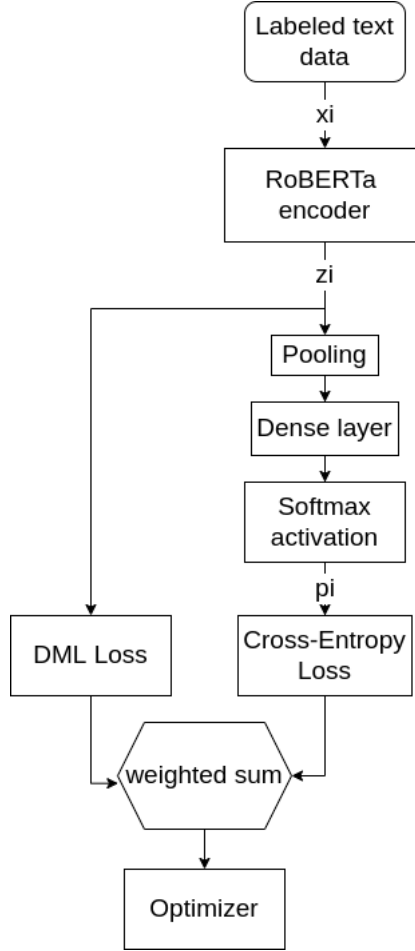 Labeled text
data
xi
RoBERTa
encoder
zi
Pooling
Dense layer
Softmax
activation
pi
DML Loss
Cross-Entropy
Loss
weighted sum
Optimizer